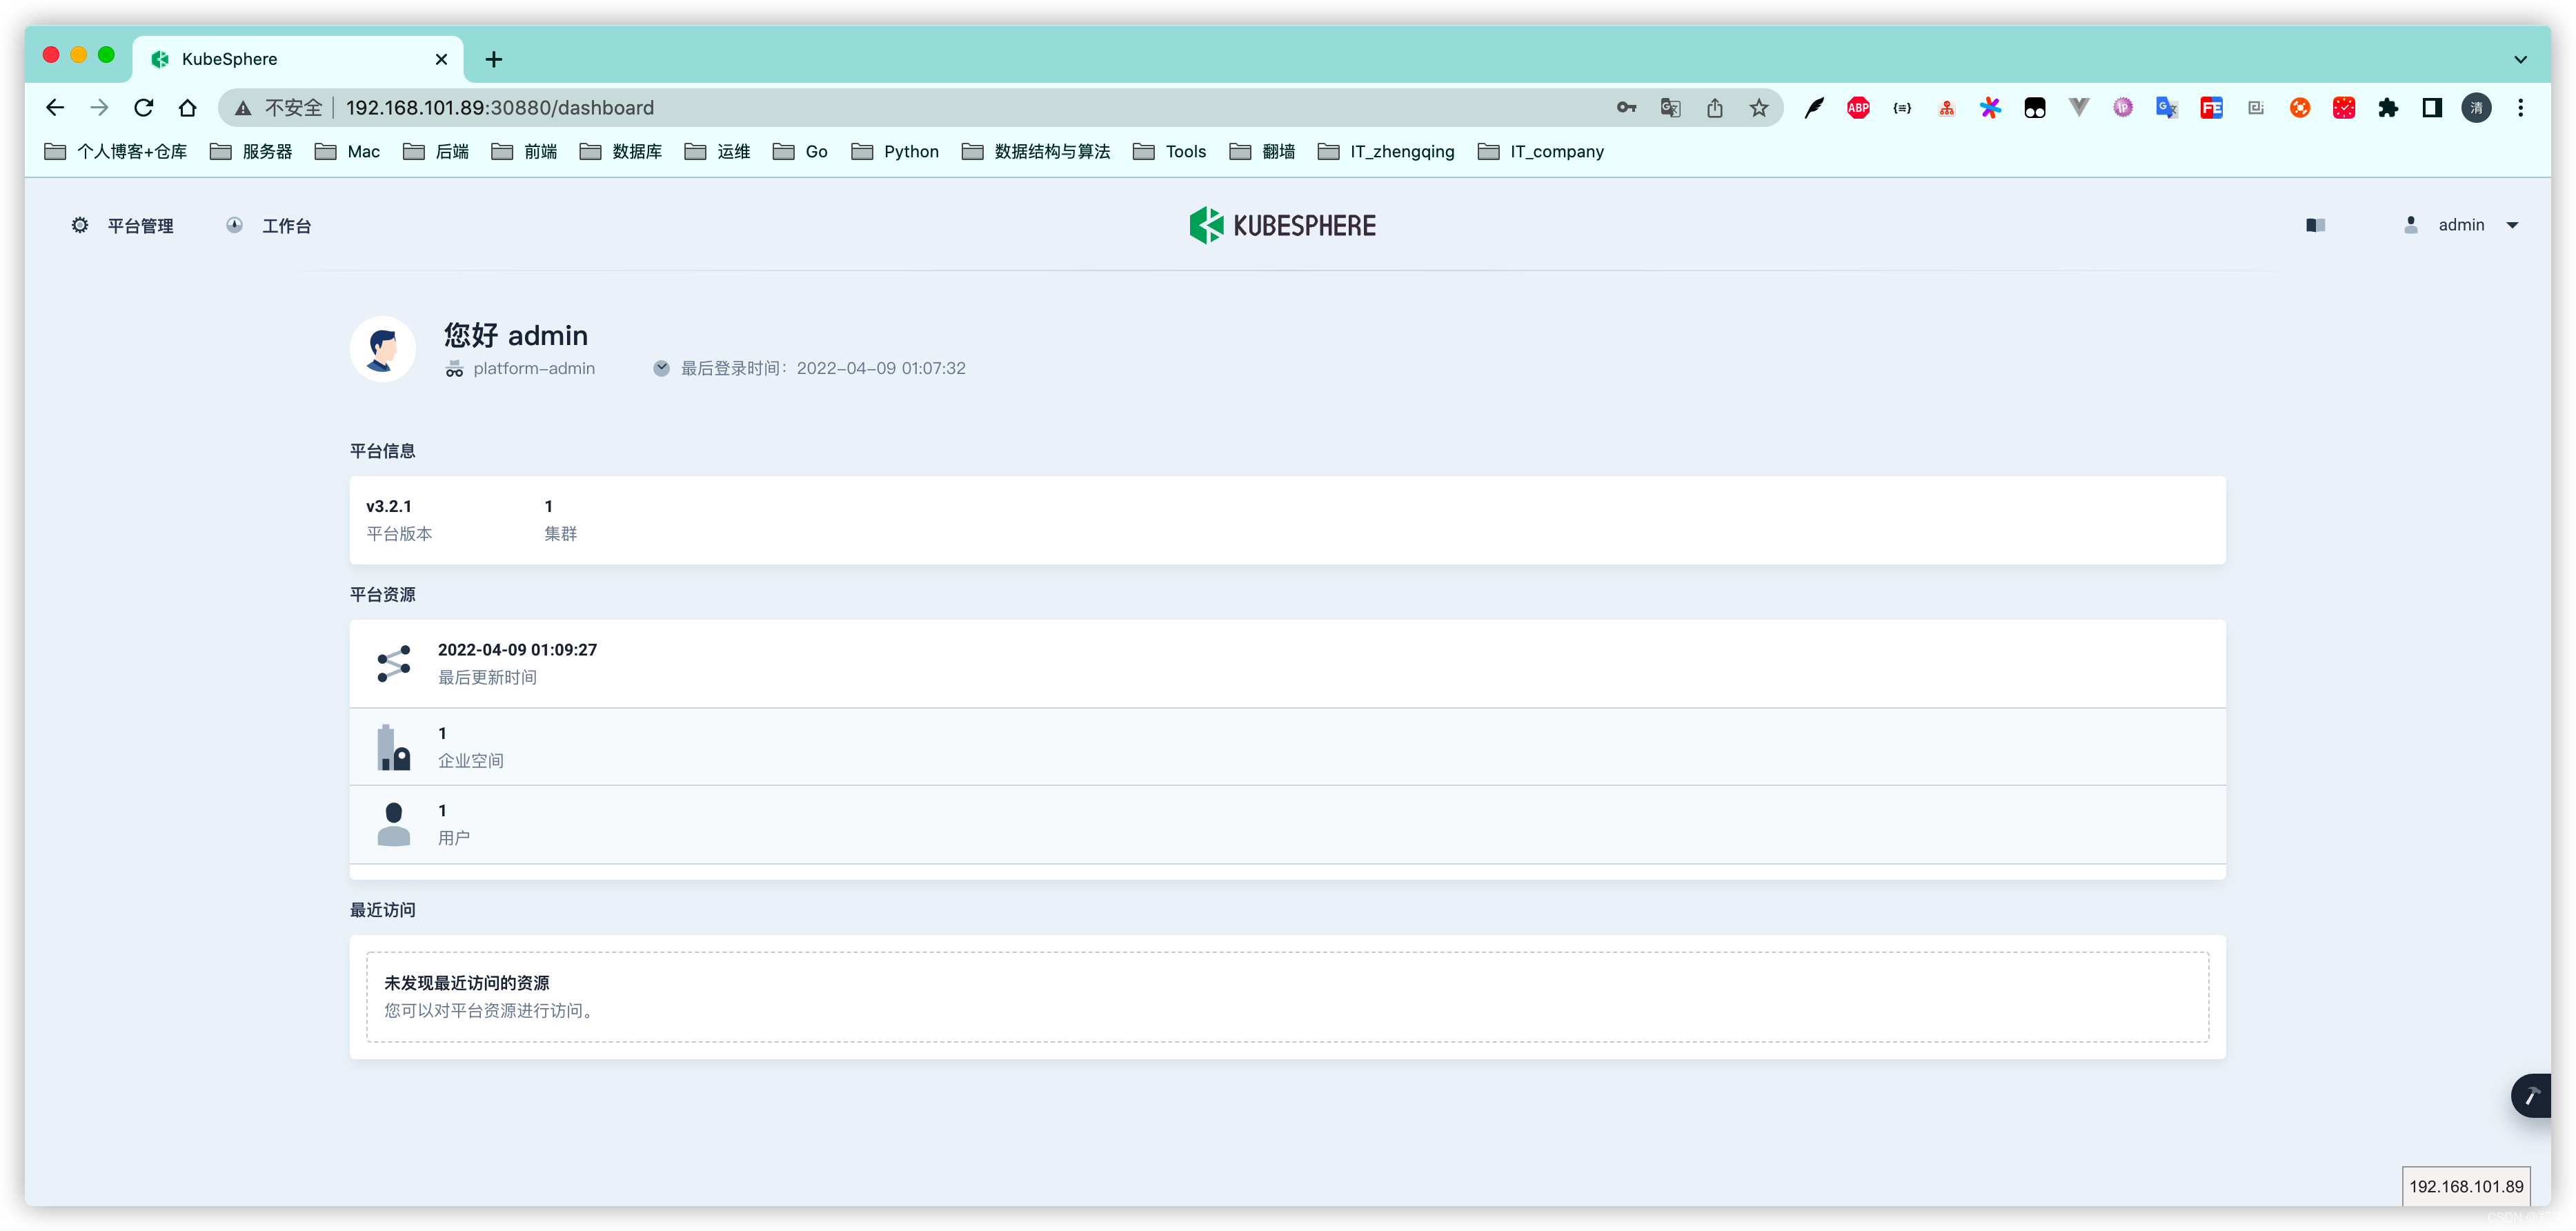 KubeSphere
不安全 192.168.101.89:30880/dashboard
个人博客+仓库 服务器 Mac 后端 前端 数据库 运维 Go Python 数据结构与算法 Tools 翻墙 IT_zhengqing IT_company
平台管理 工作台 KUBESPHERE admin
您好 admin
platform-admin 最后登录时间：2022-04-09 01:07:32
平台信息
v3.2.1 1
平台版本 集群
平台资源
2022-04-09 01:09:27
最后更新时间
1
企业空间
1
用户
最近访问
未发现最近访问的资源
您可以对平台资源进行访问。
192.168.101.89